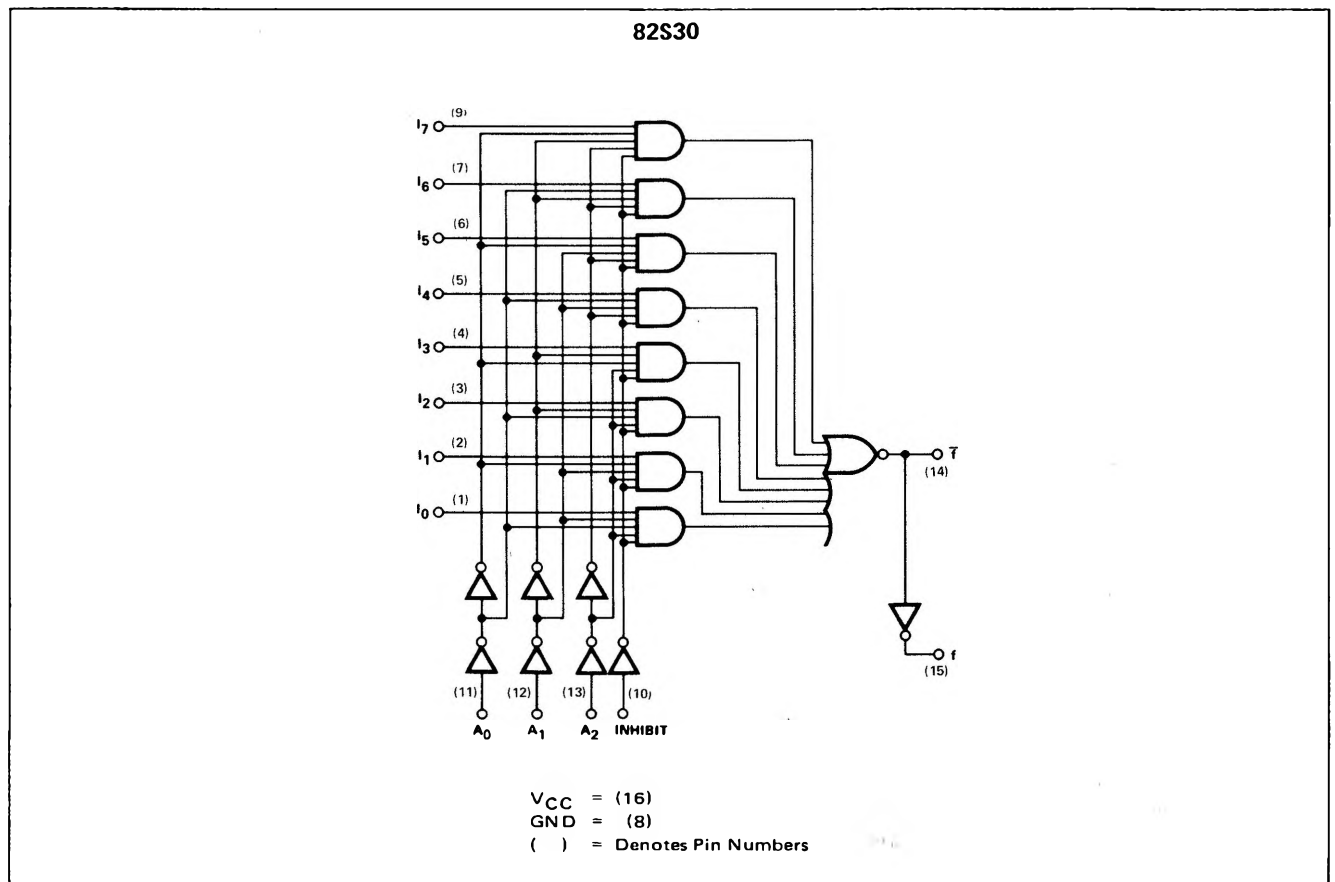 82S30
I7 (9)
I6 (7)
I5 (6)
I4 (5)
I3 (4)
I2 (3)
I1 (2)
I0 (1)
f̅
(14)
f
(15)
(11) (12) (13) (10)
A0 A1 A2 INHIBIT
VCC = (16)
GND = (8)
( ) = Denotes Pin Numbers